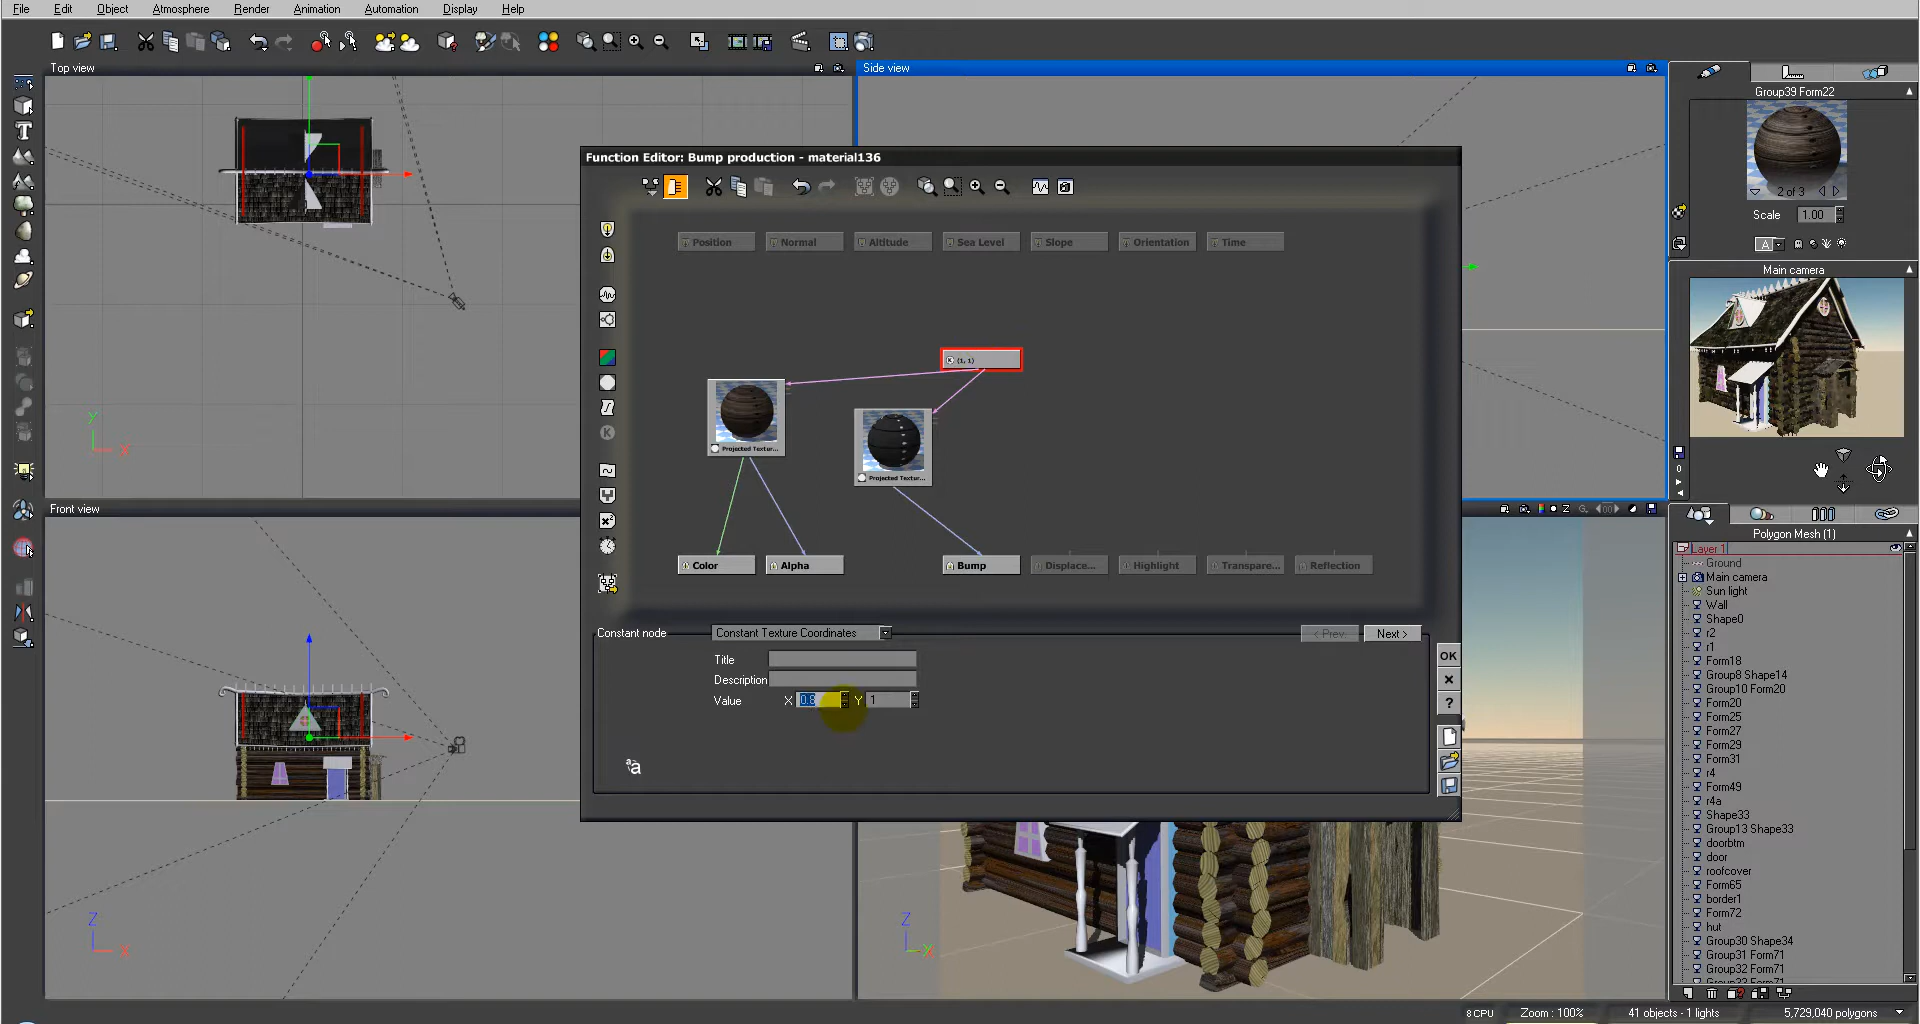 File Edit Object Atmosphere Render Animation Automation Display Help
Top view
Side view
Group39 Form22
2 of 3
Scale 1.00
A
Main camera
Function Editor: Bump production - material136
Position Normal Altitude Sea Level Slope Orientation Time
(1, 1)
Projected Textur...
Projected Textur...
Color Alpha Bump Displace... Highlight Transpare... Reflection
Constant node Constant Texture Coordinates < Prev. Next >
Title
Description
Value X 0.8 Y 1
OK
?
Front view
Y
X
Z
X
Z
Y
Polygon Mesh (1)
Layer 1
Ground
Main camera
Sun light
Wall
Shape0
r2
r1
Form18
Group8 Shape14
Group10 Form20
Form20
Form25
Form27
Form29
Form31
r4
Form49
r4a
Shape33
Group13 Shape33
doorbtm
door
roofcover
Form65
border1
Form72
hut
Group30 Shape34
Group31 Form71
Group32 Form71
Group33 Form71
8 CPU Zoom : 100% 41 objects - 1 lights 5,729,040 polygons